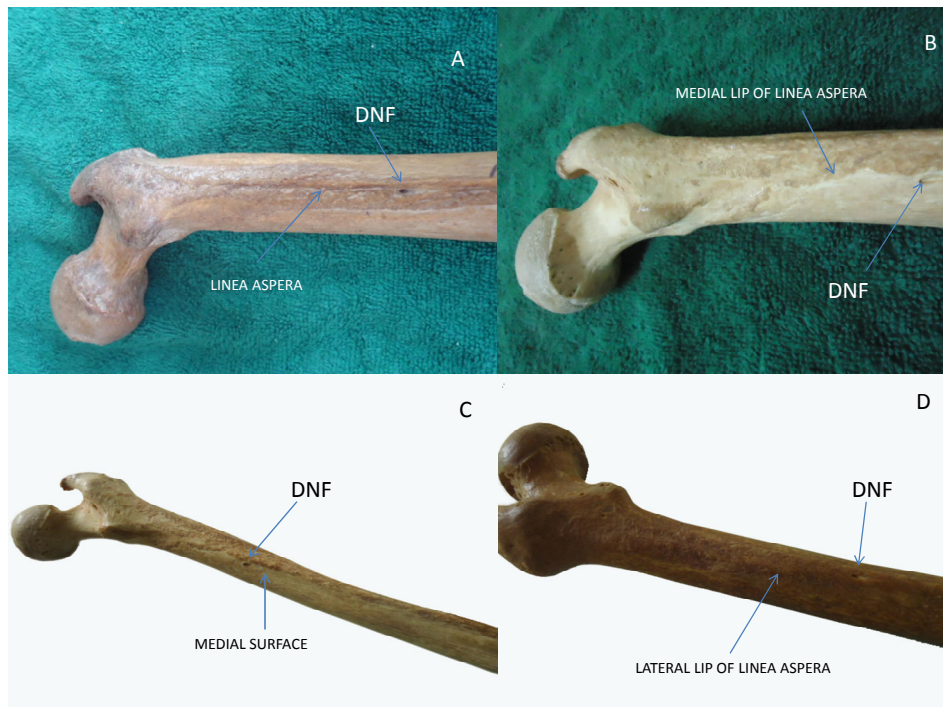 A
DNF
LINEA ASPERA
B
MEDIAL LIP OF LINEA ASPERA
DNF
C
DNF
MEDIAL SURFACE
D
DNF
LATERAL LIP OF LINEA ASPERA